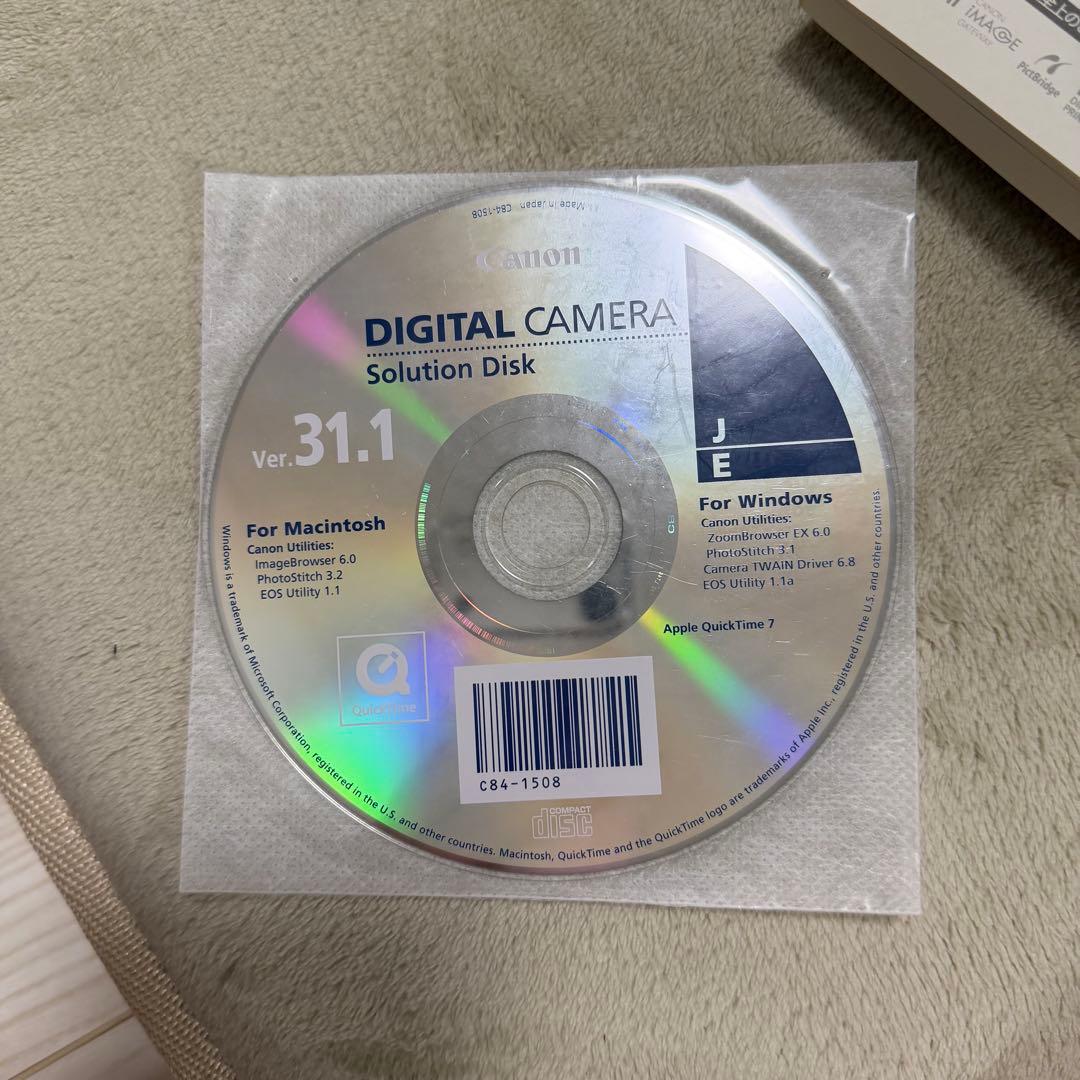 至上の
CANON
iMAGE
GATEWAY
PictBridge
Made in Japan C84-1508
Canon
DIGITAL CAMERA
Solution Disk
Ver.31.1
J
E
For Macintosh
Canon Utilities:
ImageBrowser 6.0
PhotoStitch 3.2
EOS Utility 1.1
For Windows
Canon Utilities:
ZoomBrowser EX 6.0
PhotoStitch 3.1
Camera TWAIN Driver 6.8
EOS Utility 1.1a
Apple QuickTime 7
QuickTime
C84-1508
COMPACT
disc
Windows is a trademark of Microsoft Corporation, registered in the U.S. and other countries. Macintosh, QuickTime and the QuickTime logo are trademarks of Apple Inc., registered in the U.S. and other countries.